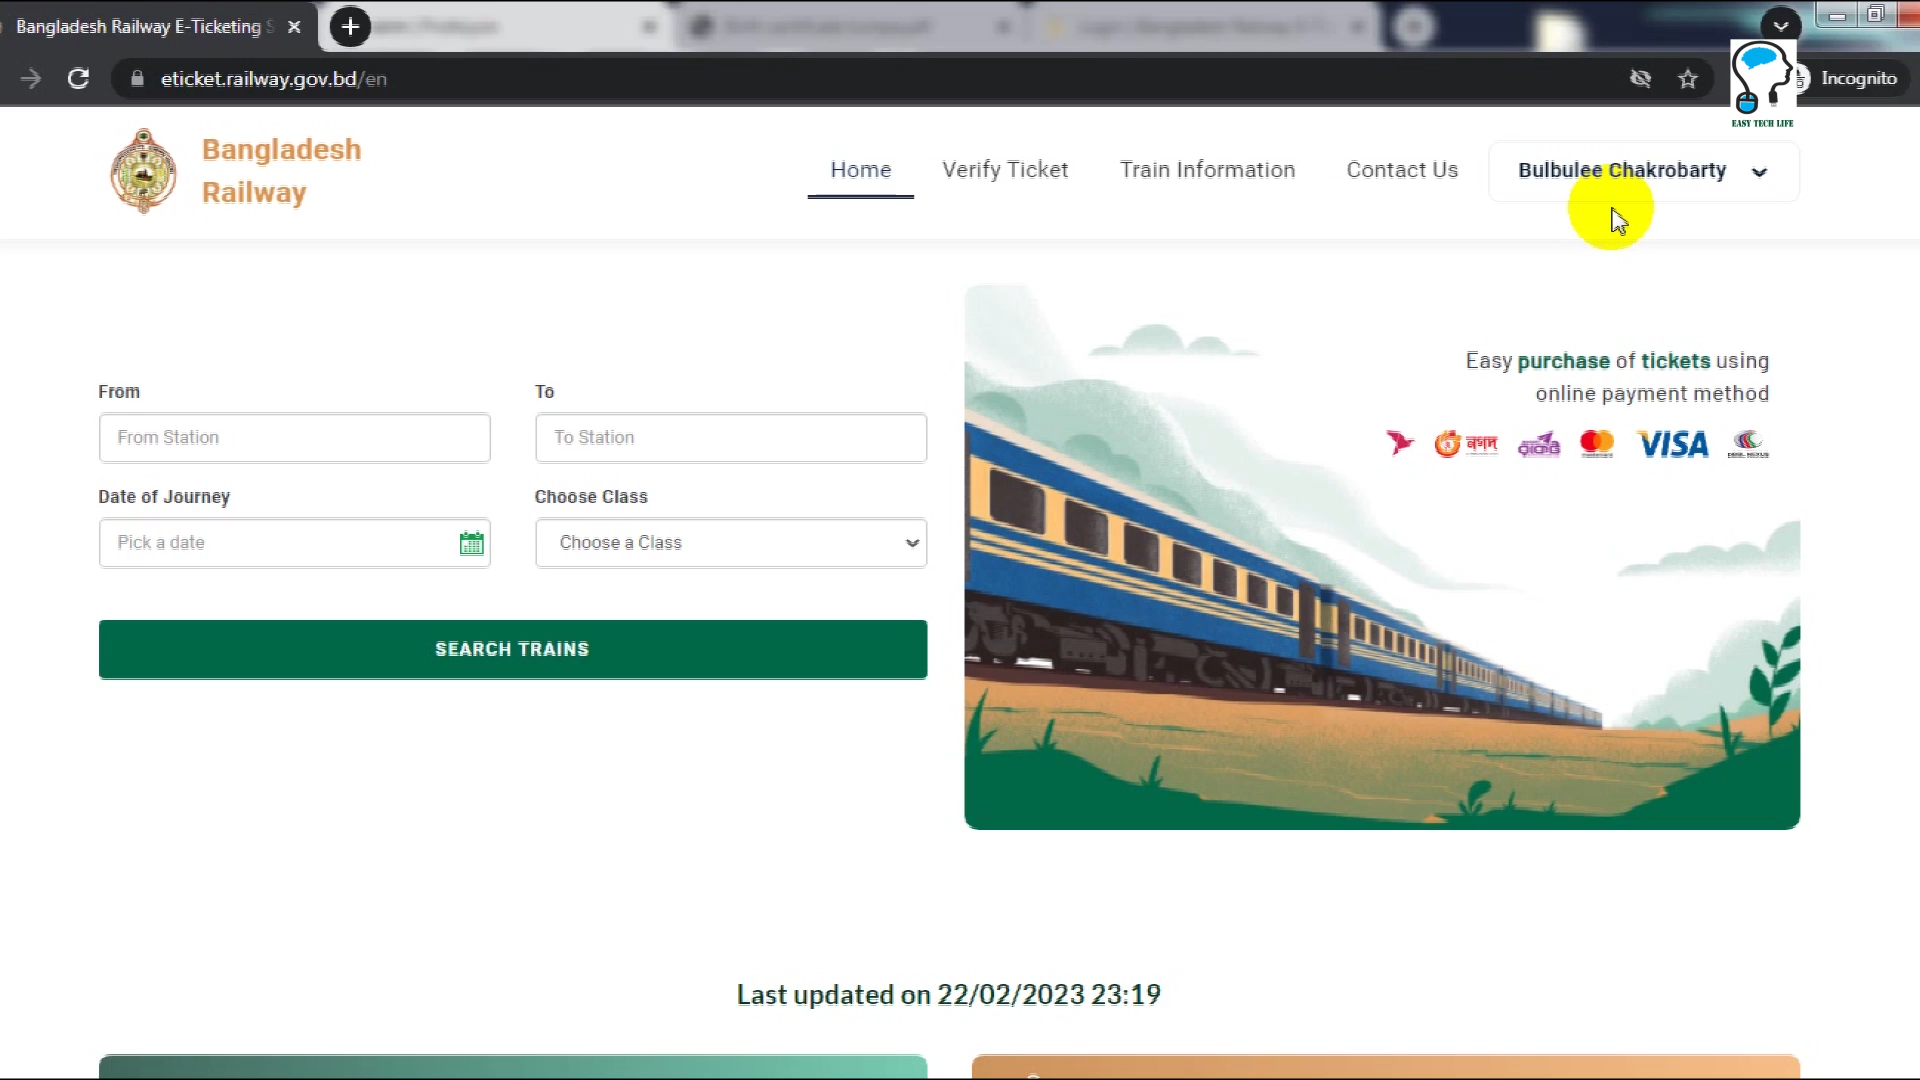 Bangladesh Railway E-Ticketing S
eticket.railway.gov.bd/en
Incognito
EASY TECH LIFE
Bangladesh
Railway
Home
Verify Ticket
Train Information
Contact Us
Bulbulee Chakrobarty
Easy purchase of tickets using
online payment method
নগদ
VISA
From
To
From Station
To Station
Date of Journey
Choose Class
Pick a date
Choose a Class
SEARCH TRAINS
Last updated on 22/02/2023 23:19